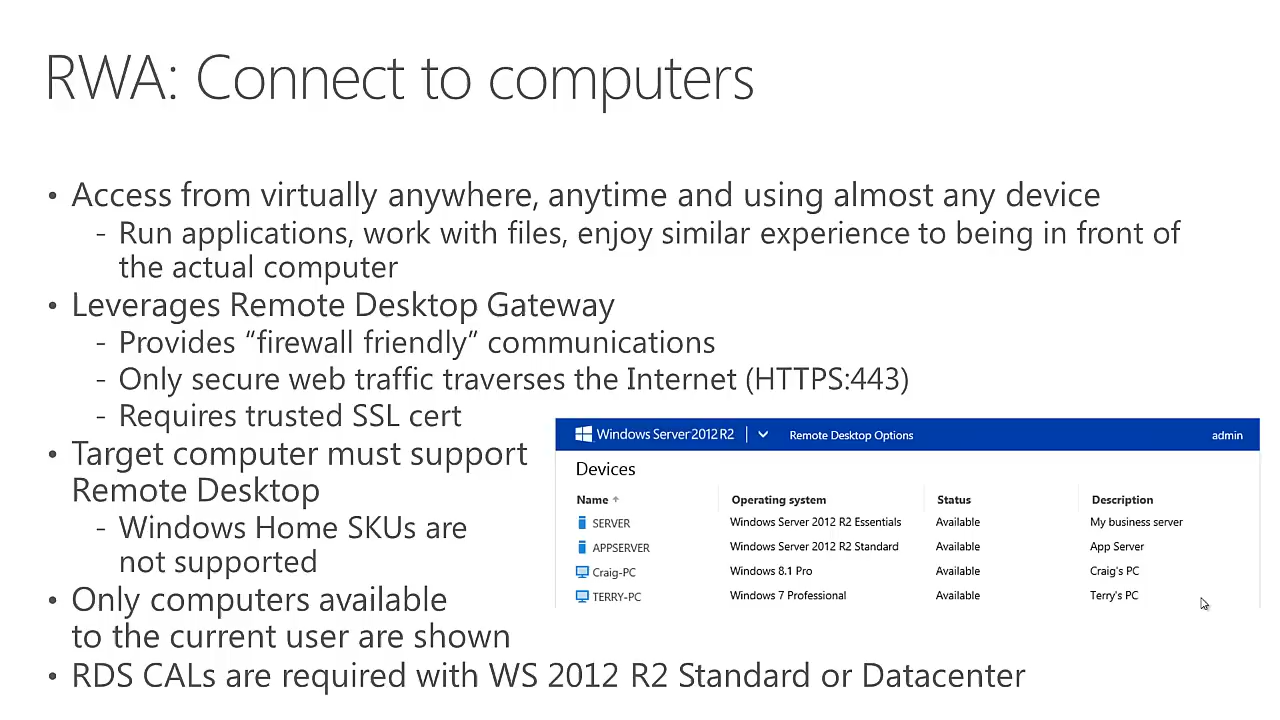 RWA: Connect to computers
• Access from virtually anywhere, anytime and using almost any device
- Run applications, work with files, enjoy similar experience to being in front of
the actual computer
• Leverages Remote Desktop Gateway
- Provides “firewall friendly” communications
- Only secure web traffic traverses the Internet (HTTPS:443)
- Requires trusted SSL cert
• Target computer must support
Remote Desktop
- Windows Home SKUs are
not supported
• Only computers available
to the current user are shown
• RDS CALs are required with WS 2012 R2 Standard or Datacenter
Windows Server 2012 R2 Remote Desktop Options admin
Devices
Name Operating system Status Description
SERVER Windows Server 2012 R2 Essentials Available My business server
APPSERVER Windows Server 2012 R2 Standard Available App Server
Craig-PC Windows 8.1 Pro Available Craig's PC
TERRY-PC Windows 7 Professional Available Terry's PC